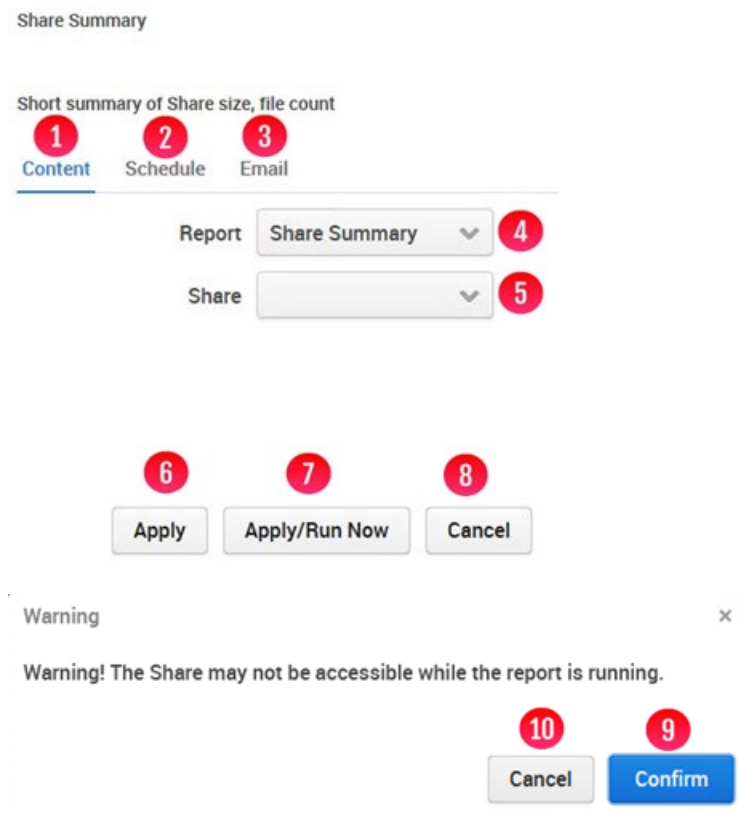 Share Summary
Short summary of Share size, file count
1 2 3
Content Schedule Email
Report Share Summary 4
Share 5
6 7 8
Apply Apply/Run Now Cancel
Warning ×
Warning! The Share may not be accessible while the report is running.
10 9
Cancel Confirm